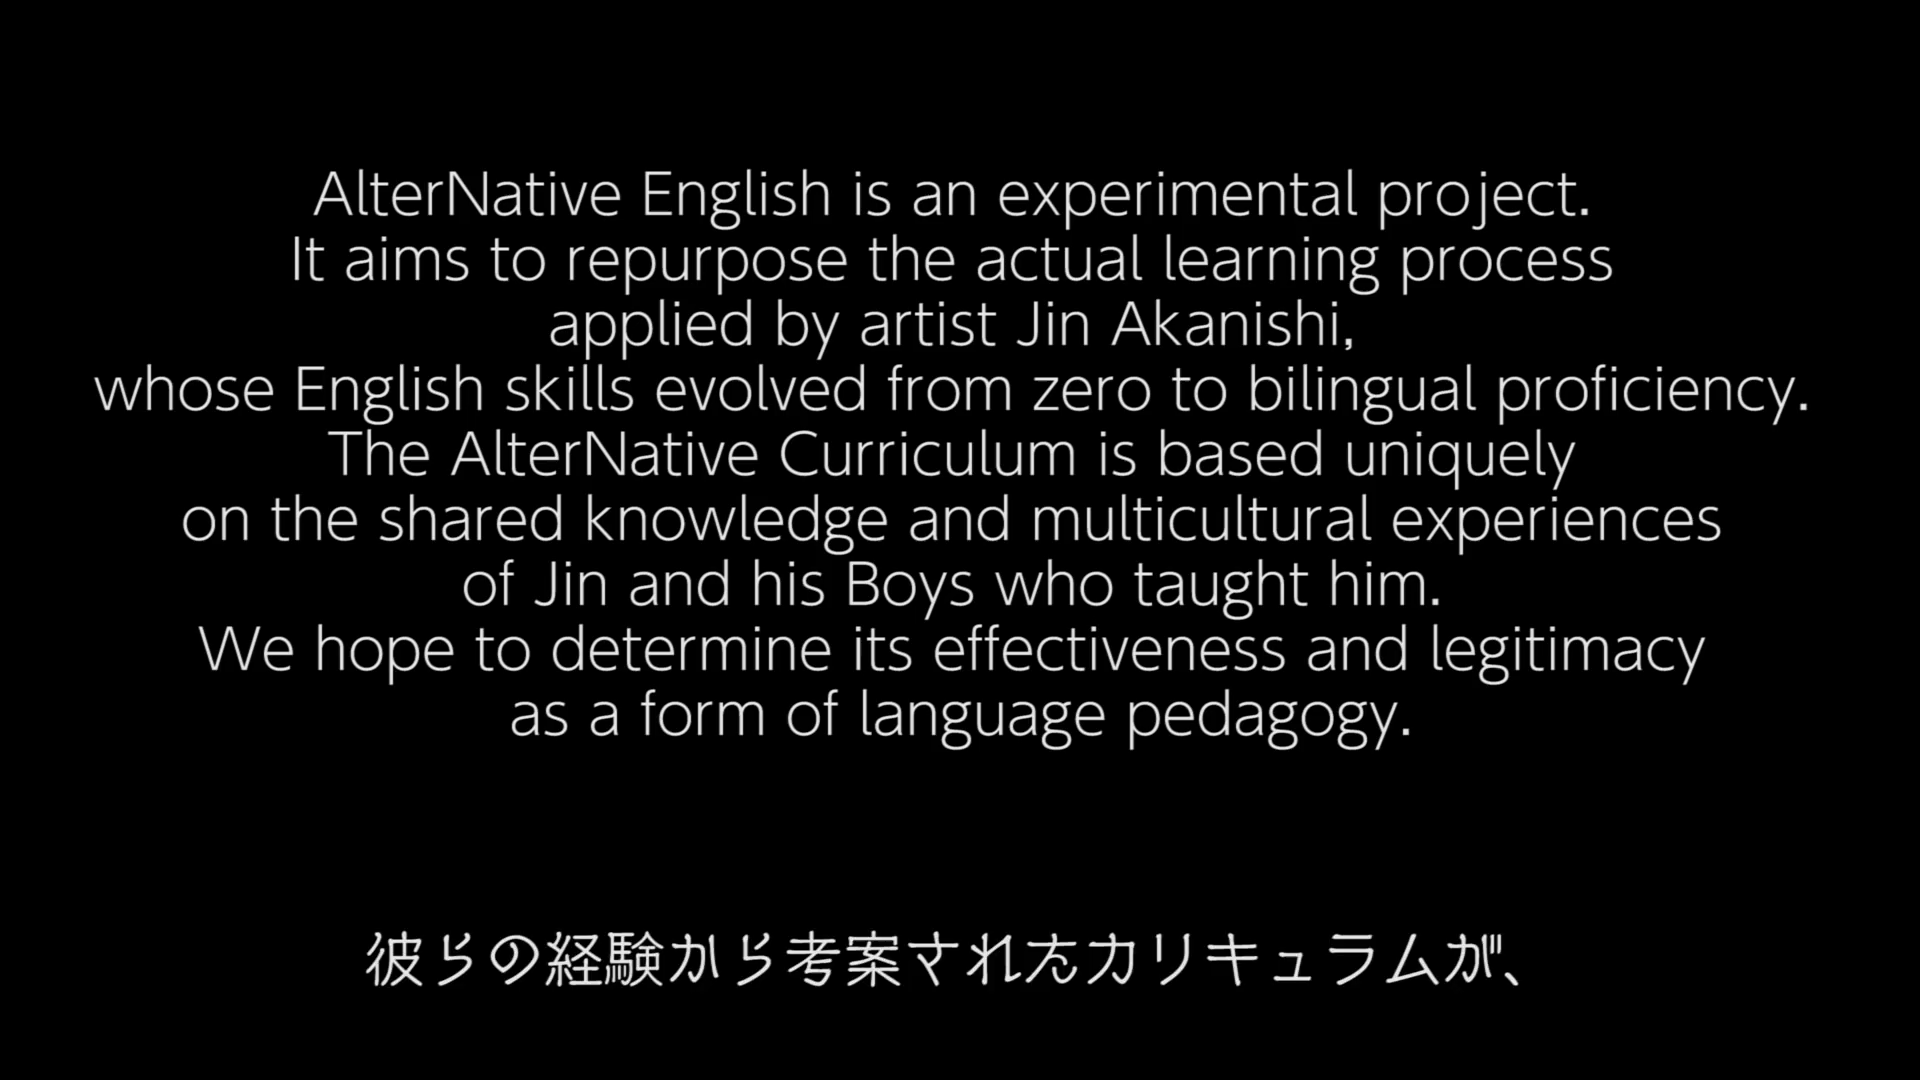 AlterNative English is an experimental project.
It aims to repurpose the actual learning process
applied by artist Jin Akanishi,
whose English skills evolved from zero to bilingual proficiency.
The AlterNative Curriculum is based uniquely
on the shared knowledge and multicultural experiences
of Jin and his Boys who taught him.
We hope to determine its effectiveness and legitimacy
as a form of language pedagogy.
彼らの経験から考案されたカリキュラムが、